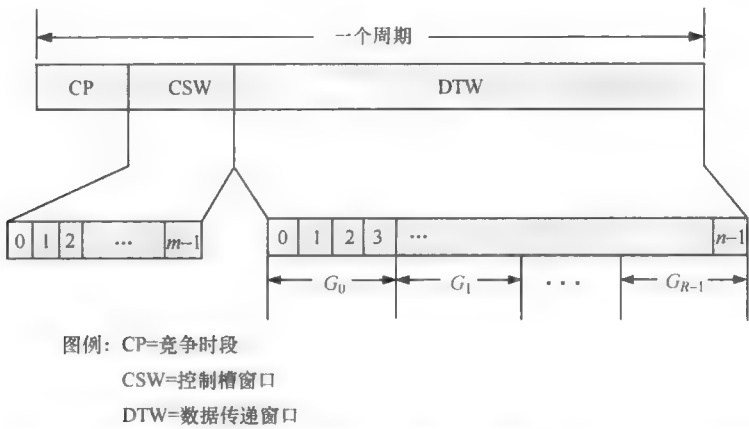 一个周期
CP CSW DTW
0 1 2 ... m-1 0 1 2 3 ... n-1
G₀ G₁ ... G_{R-1}
图例：CP=竞争时段
CSW=控制槽窗口
DTW=数据传递窗口